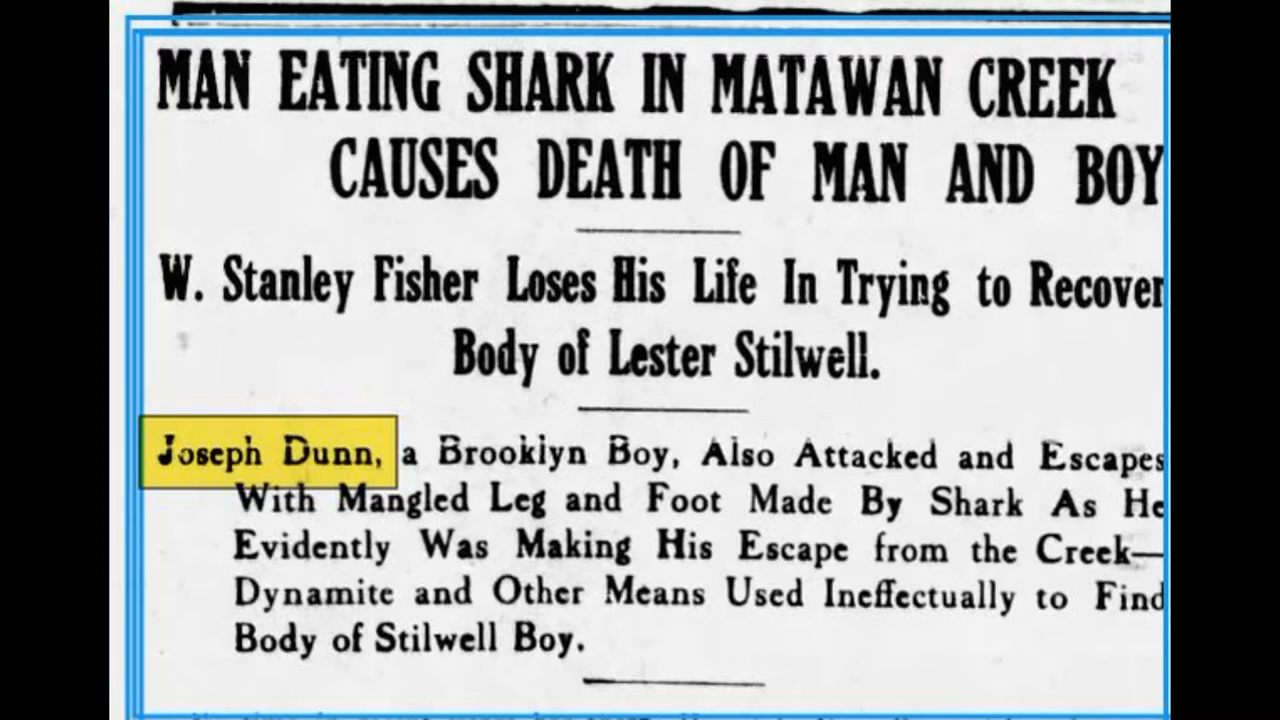 MAN EATING SHARK IN MATAWAN CREEK
CAUSES DEATH OF MAN AND BOY
W. Stanley Fisher Loses His Life In Trying to Recover
Body of Lester Stilwell.
Joseph Dunn, a Brooklyn Boy, Also Attacked and Escapes
With Mangled Leg and Foot Made By Shark As He
Evidently Was Making His Escape from the Creek—
Dynamite and Other Means Used Ineffectually to Find
Body of Stilwell Boy.